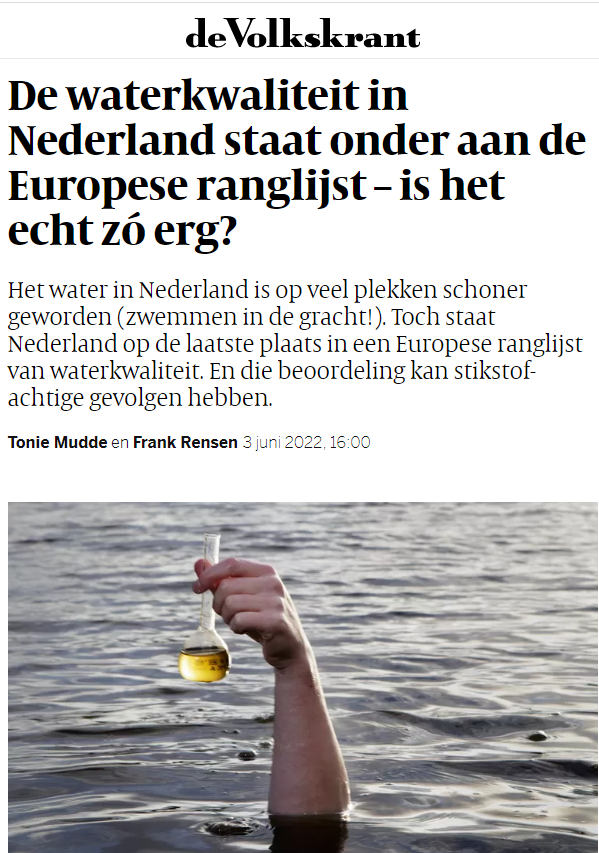 deVolkskrant
De waterkwaliteit in
Nederland staat onder aan de
Europese ranglijst – is het
echt zó erg?
Het water in Nederland is op veel plekken schoner
geworden (zwemmen in de gracht!). Toch staat
Nederland op de laatste plaats in een Europese ranglijst
van waterkwaliteit. En die beoordeling kan stikstof-
achtige gevolgen hebben.
Tonie Mudde en Frank Rensen 3 juni 2022, 16:00